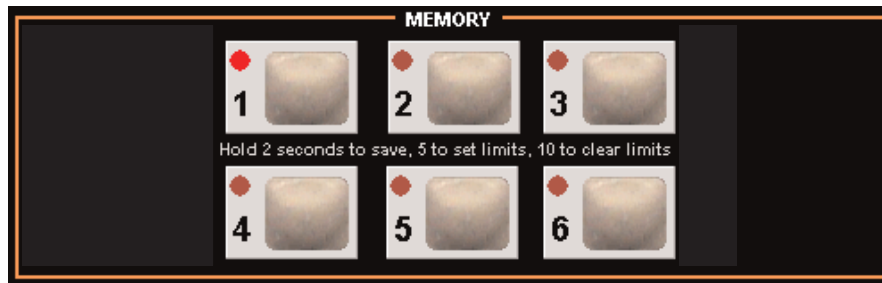 MEMORY
1 2 3
Hold 2 seconds to save, 5 to set limits, 10 to clear limits
4 5 6